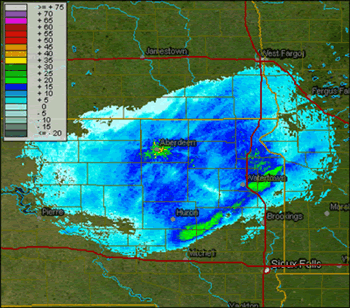 >= + 75
+ 70
+ 65
+ 60
+ 55
+ 50
+ 45
+ 40
+ 35
+ 30
+ 25
+ 20
+ 15
+ 10
+ 5
0
- 5
- 10
- 15
<= - 20
Jamestown
West Fargo
Fergus Falls
Aberdeen
Watertown
Pierre
Huron
Brookings
Mitchell
Sioux Falls
Yankton